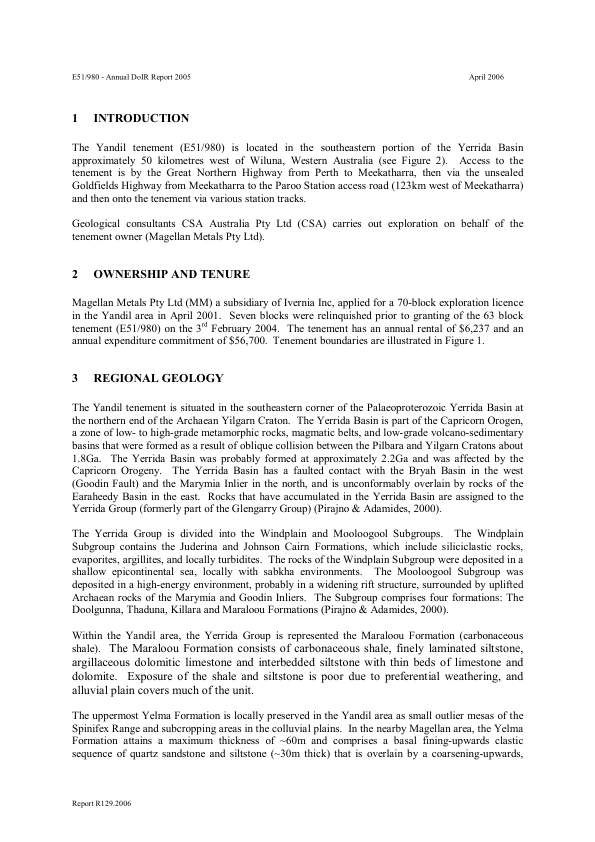 E51/980 - Annual DoIR Report 2005 April 2006
1 INTRODUCTION
The Yandil tenement (E51/980) is located in the southeastern portion of the Yerrida Basin
approximately 50 kilometres west of Wiluna, Western Australia (see Figure 2). Access to the
tenement is by the Great Northern Highway from Perth to Meekatharra, then via the unsealed
Goldfields Highway from Meekatharra to the Paroo Station access road (123km west of Meekatharra)
and then onto the tenement via various station tracks.
Geological consultants CSA Australia Pty Ltd (CSA) carries out exploration on behalf of the
tenement owner (Magellan Metals Pty Ltd).
2 OWNERSHIP AND TENURE
Magellan Metals Pty Ltd (MM) a subsidiary of Ivernia Inc, applied for a 70-block exploration licence
in the Yandil area in April 2001. Seven blocks were relinquished prior to granting of the 63 block
tenement (E51/980) on the 3rd February 2004. The tenement has an annual rental of $6,237 and an
annual expenditure commitment of $56,700. Tenement boundaries are illustrated in Figure 1.
3 REGIONAL GEOLOGY
The Yandil tenement is situated in the southeastern corner of the Palaeoproterozoic Yerrida Basin at
the northern end of the Archaean Yilgarn Craton. The Yerrida Basin is part of the Capricorn Orogen,
a zone of low- to high-grade metamorphic rocks, magmatic belts, and low-grade volcano-sedimentary
basins that were formed as a result of oblique collision between the Pilbara and Yilgarn Cratons about
1.8Ga. The Yerrida Basin was probably formed at approximately 2.2Ga and was affected by the
Capricorn Orogeny. The Yerrida Basin has a faulted contact with the Bryah Basin in the west
(Goodin Fault) and the Marymia Inlier in the north, and is unconformably overlain by rocks of the
Earaheedy Basin in the east. Rocks that have accumulated in the Yerrida Basin are assigned to the
Yerrida Group (formerly part of the Glengarry Group) (Pirajno & Adamides, 2000).
The Yerrida Group is divided into the Windplain and Mooloogool Subgroups. The Windplain
Subgroup contains the Juderina and Johnson Cairn Formations, which include siliciclastic rocks,
evaporites, argillites, and locally turbidites. The rocks of the Windplain Subgroup were deposited in a
shallow epicontinental sea, locally with sabkha environments. The Mooloogool Subgroup was
deposited in a high-energy environment, probably in a widening rift structure, surrounded by uplifted
Archaean rocks of the Marymia and Goodin Inliers. The Subgroup comprises four formations: The
Doolgunna, Thaduna, Killara and Maraloou Formations (Pirajno & Adamides, 2000).
Within the Yandil area, the Yerrida Group is represented the Maraloou Formation (carbonaceous
shale). The Maraloou Formation consists of carbonaceous shale, finely laminated siltstone,
argillaceous dolomitic limestone and interbedded siltstone with thin beds of limestone and
dolomite. Exposure of the shale and siltstone is poor due to preferential weathering, and
alluvial plain covers much of the unit.
The uppermost Yelma Formation is locally preserved in the Yandil area as small outlier mesas of the
Spinifex Range and subcropping areas in the colluvial plains. In the nearby Magellan area, the Yelma
Formation attains a maximum thickness of ~60m and comprises a basal fining-upwards clastic
sequence of quartz sandstone and siltstone (~30m thick) that is overlain by a coarsening-upwards,
Report R129.2006